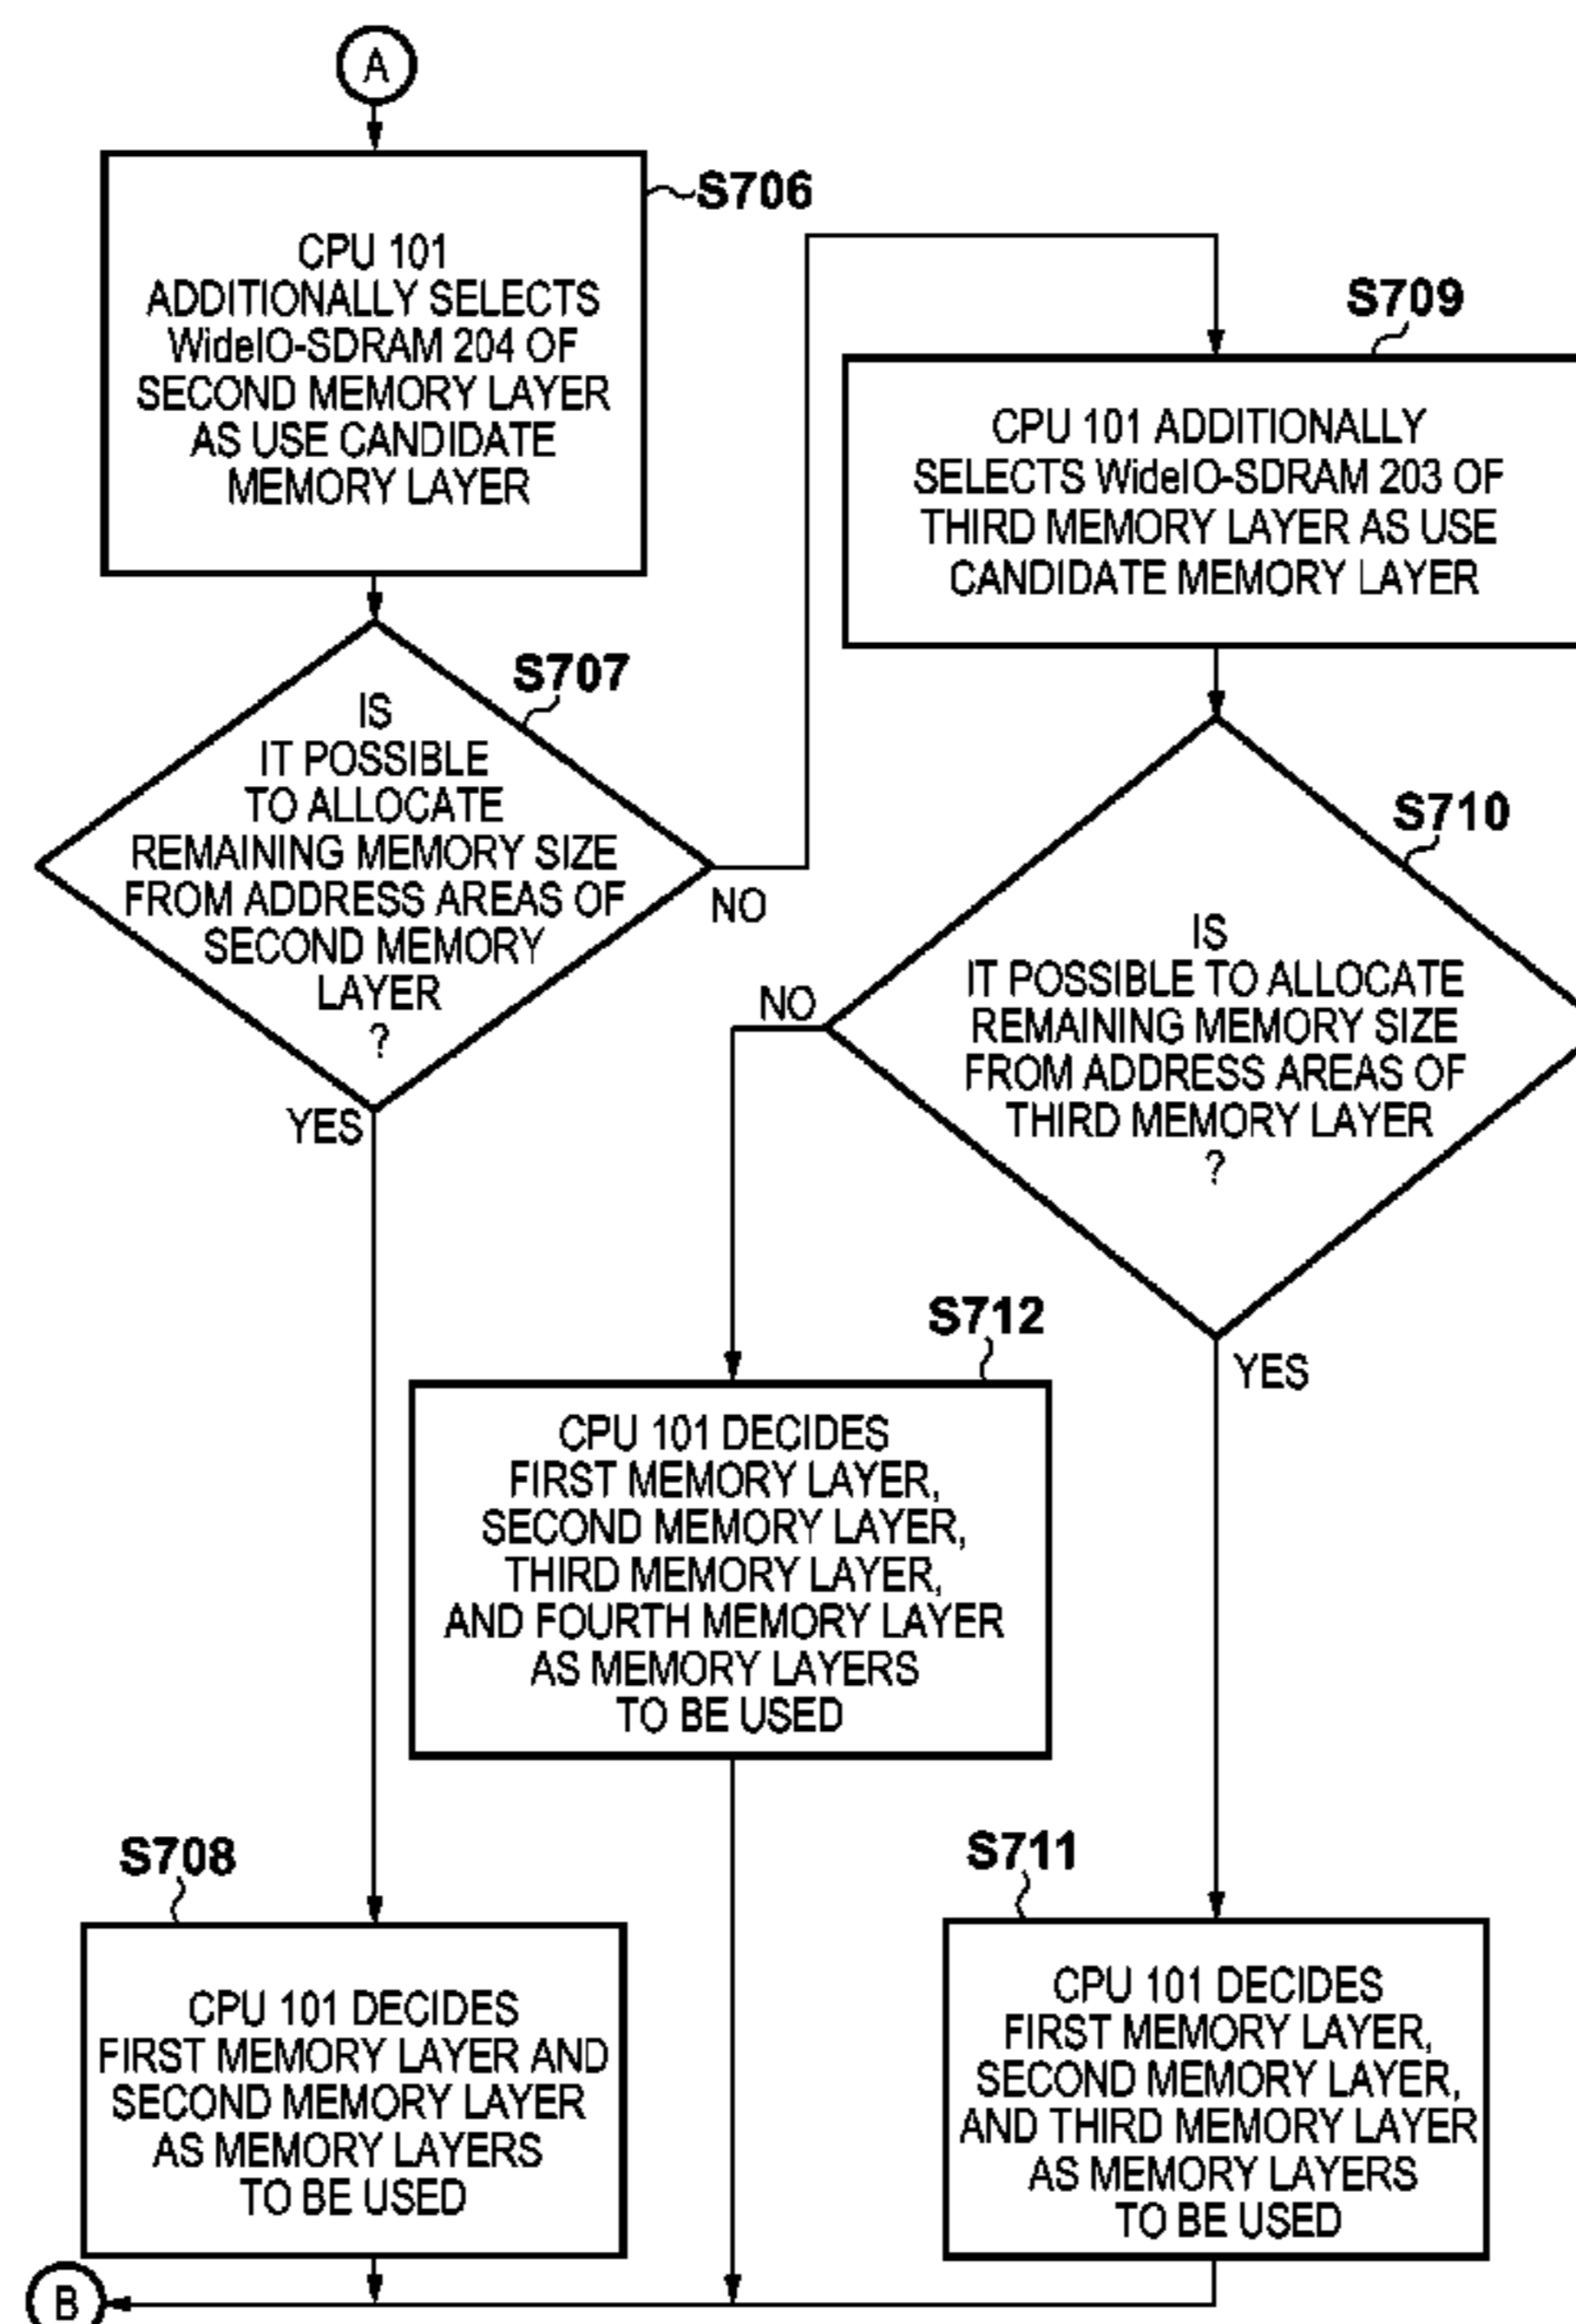 A
S706
CPU 101
ADDITIONALLY SELECTS
WideIO-SDRAM 204 OF
SECOND MEMORY LAYER
AS USE CANDIDATE
MEMORY LAYER
S707
IS
IT POSSIBLE
TO ALLOCATE
REMAINING MEMORY SIZE
FROM ADDRESS AREAS OF
SECOND MEMORY
LAYER
?
NO
YES
S709
CPU 101 ADDITIONALLY
SELECTS WideIO-SDRAM 203 OF
THIRD MEMORY LAYER AS USE
CANDIDATE MEMORY LAYER
S710
IS
IT POSSIBLE TO ALLOCATE
REMAINING MEMORY SIZE
FROM ADDRESS AREAS OF
THIRD MEMORY LAYER
?
NO
YES
S712
CPU 101 DECIDES
FIRST MEMORY LAYER,
SECOND MEMORY LAYER,
THIRD MEMORY LAYER,
AND FOURTH MEMORY LAYER
AS MEMORY LAYERS
TO BE USED
S708
CPU 101 DECIDES
FIRST MEMORY LAYER AND
SECOND MEMORY LAYER
AS MEMORY LAYERS
TO BE USED
S711
CPU 101 DECIDES
FIRST MEMORY LAYER,
SECOND MEMORY LAYER,
AND THIRD MEMORY LAYER
AS MEMORY LAYERS
TO BE USED
B